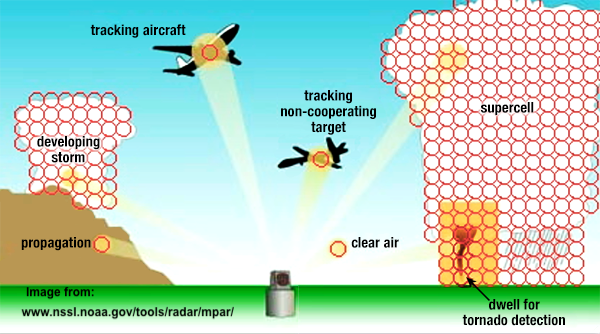 tracking aircraft
tracking
non-cooperating
target
supercell
developing
storm
propagation
clear air
dwell for
tornado detection
Image from:
www.nssl.noaa.gov/tools/radar/mpar/